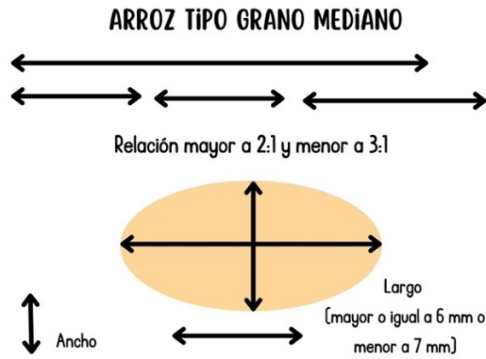 ARROZ TIPO GRANO MEDIANO
Relación mayor a 2:1 y menor a 3:1
Largo
(mayor o igual a 6 mm o
menor a 7 mm)
Ancho